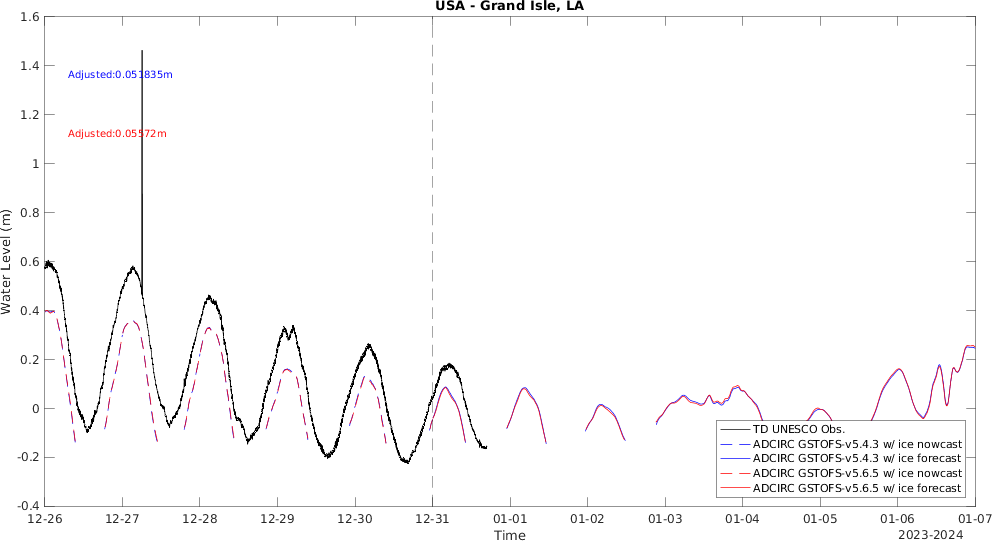 USA - Grand Isle, LA
1.6
1.4
1.2
1
0.8
0.6
0.4
0.2
0
-0.2
-0.4
Water Level (m)
Adjusted:0.051835m
Adjusted:0.05572m
TD UNESCO Obs.
ADCIRC GSTOFS-v5.4.3 w/ ice nowcast
ADCIRC GSTOFS-v5.4.3 w/ ice forecast
ADCIRC GSTOFS-v5.6.5 w/ ice nowcast
ADCIRC GSTOFS-v5.6.5 w/ ice forecast
12-26 12-27 12-28 12-29 12-30 12-31 01-01 01-02 01-03 01-04 01-05 01-06 01-07
Time
2023-2024